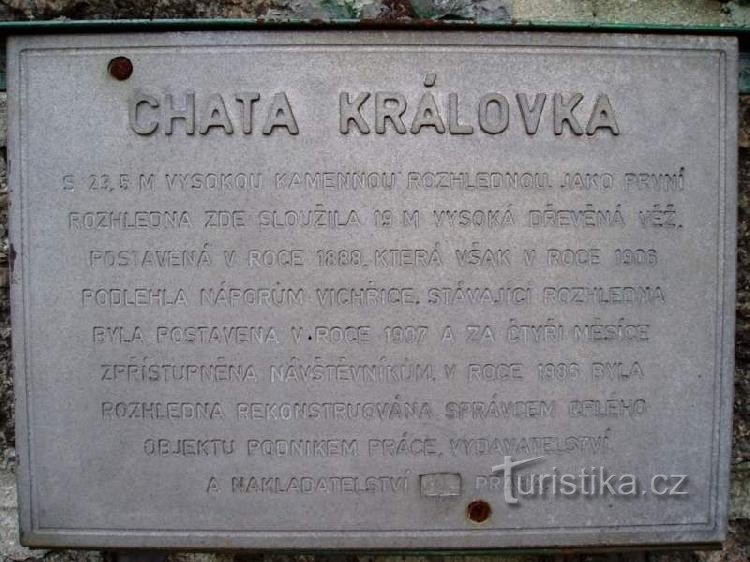 CHATA KRÁLOVKA
S 23,5 M VYSOKOU KAMENNOU ROZHLEDNOU. JAKO PRVNÍ
ROZHLEDNA ZDE SLOUŽILA 19 M VYSOKÁ DŘEVĚNÁ VĚŽ,
POSTAVENÁ V ROCE 1888, KTERÁ VŠAK V ROCE 1906
PODLEHLA NÁPORŮM VICHŘICE. STÁVAJÍCÍ ROZHLEDNA
BYLA POSTAVENA V ROCE 1907 A ZA ČTYŘI MĚSÍCE
ZPŘÍSTUPNĚNA NÁVŠTĚVNÍKŮM. V ROCE 1986 BYLA
ROZHLEDNA REKONSTRUOVÁNA SPRÁVCEM CELÉHO
OBJEKTU PODNIKEM PRÁCE, VYDAVATELSTVÍ
A NAKLADATELSTVÍ
Turistika.cz